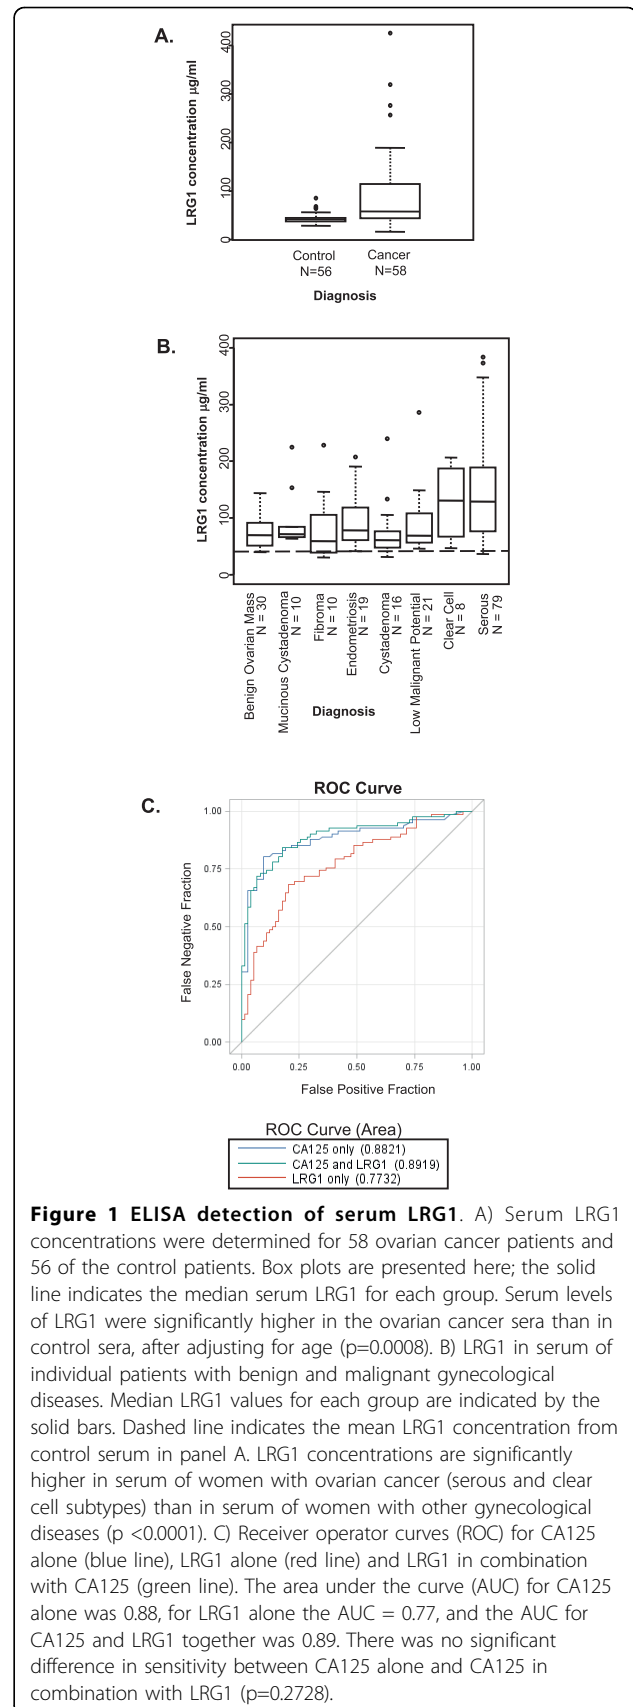 A.
LRG1 concentration µg/ml
400
300
200
100
0
Control
N=56
Cancer
N=58
Diagnosis
B.
LRG1 concentration µg/ml
400
300
200
100
0
Benign Ovarian Mass
N = 30
Mucinous Cystadenoma
N = 10
Fibroma
N = 10
Endometriosis
N = 19
Cystadenoma
N = 16
Low Malignant Potential
N = 21
Clear Cell
N = 8
Serous
N = 79
Diagnosis
C.
ROC Curve
False Negative Fraction
1.00
0.75
0.50
0.25
0.00
0.00 0.25 0.50 0.75 1.00
False Positive Fraction
ROC Curve (Area)
CA125 only (0.8821)
CA125 and LRG1 (0.8919)
LRG1 only (0.7732)
Figure 1 ELISA detection of serum LRG1. A) Serum LRG1
concentrations were determined for 58 ovarian cancer patients and
56 of the control patients. Box plots are presented here; the solid
line indicates the median serum LRG1 for each group. Serum levels
of LRG1 were significantly higher in the ovarian cancer sera than in
control sera, after adjusting for age (p=0.0008). B) LRG1 in serum of
individual patients with benign and malignant gynecological
diseases. Median LRG1 values for each group are indicated by the
solid bars. Dashed line indicates the mean LRG1 concentration from
control serum in panel A. LRG1 concentrations are significantly
higher in serum of women with ovarian cancer (serous and clear
cell subtypes) than in serum of women with other gynecological
diseases (p <0.0001). C) Receiver operator curves (ROC) for CA125
alone (blue line), LRG1 alone (red line) and LRG1 in combination
with CA125 (green line). The area under the curve (AUC) for CA125
alone was 0.88, for LRG1 alone the AUC = 0.77, and the AUC for
CA125 and LRG1 together was 0.89. There was no significant
difference in sensitivity between CA125 alone and CA125 in
combination with LRG1 (p=0.2728).